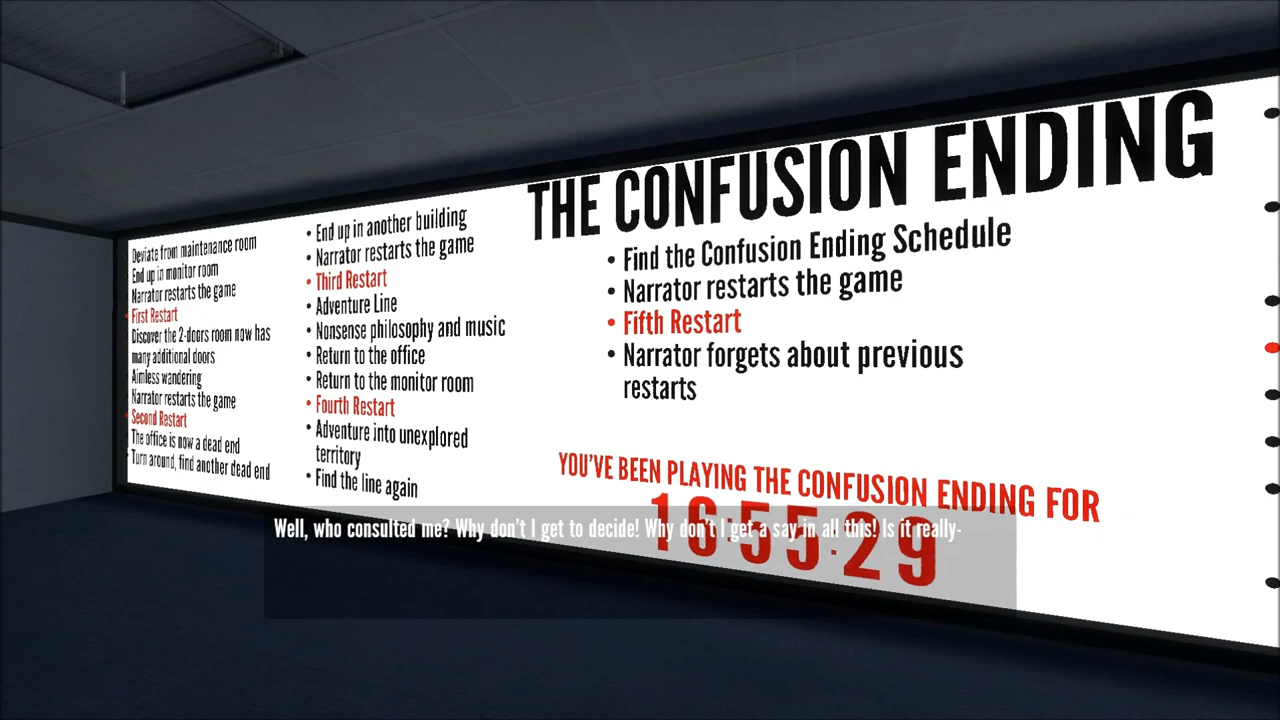 Deviate from maintenance room
End up in monitor room
Narrator restarts the game
First Restart
Discover the 2-doors room now has
many additional doors
Aimless wandering
Narrator restarts the game
Second Restart
The office is now a dead end
Turn around, find another dead end
• End up in another building
• Narrator restarts the game
• Third Restart
• Adventure Line
• Nonsense philosophy and music
• Return to the office
• Return to the monitor room
• Fourth Restart
• Adventure into unexplored
territory
• Find the line again
THE CONFUSION ENDING
• Find the Confusion Ending Schedule
• Narrator restarts the game
• Fifth Restart
• Narrator forgets about previous
restarts
YOU'VE BEEN PLAYING THE CONFUSION ENDING FOR
16:55:29
Well, who consulted me? Why don't I get to decide! Why don't I get a say in all this! Is it really-